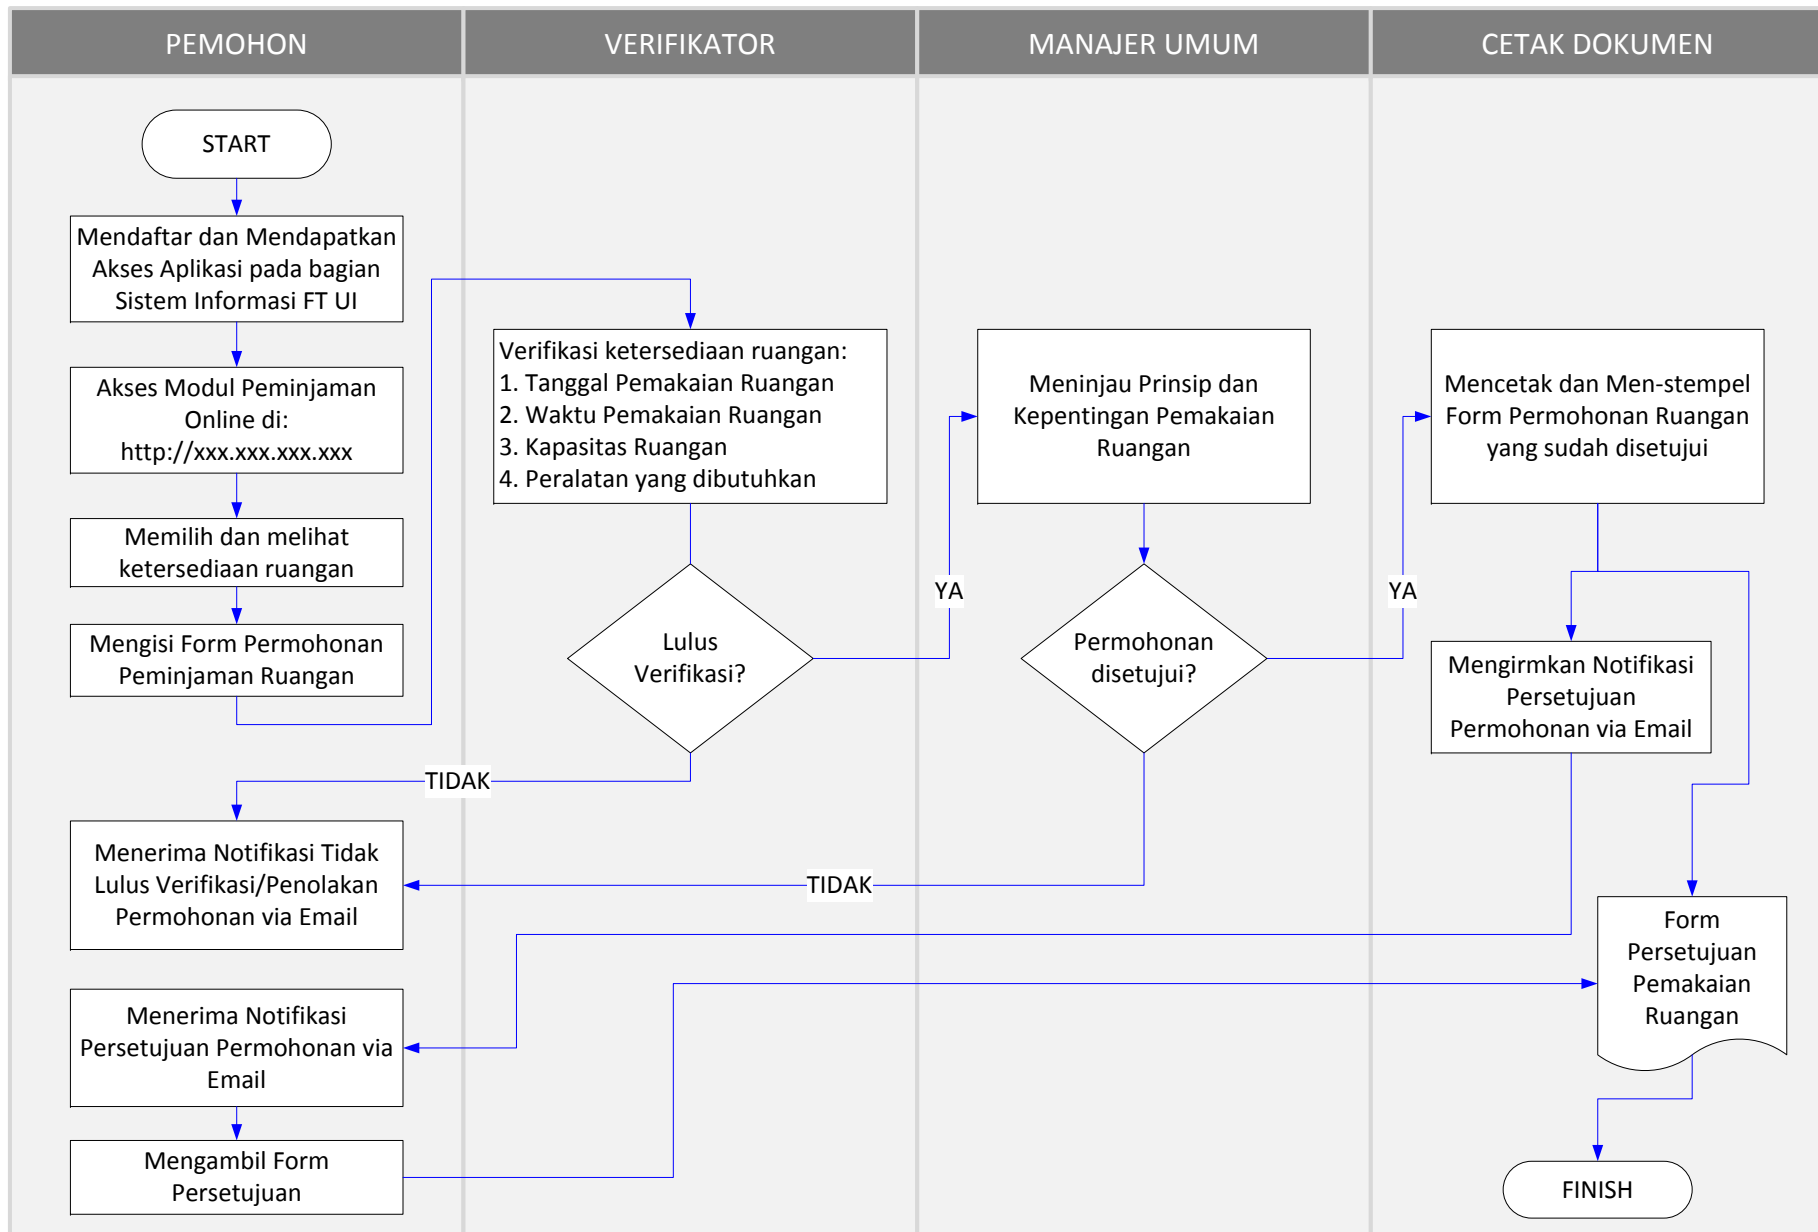 PEMOHON
VERIFIKATOR
MANAJER UMUM
CETAK DOKUMEN
START
Mendaftar dan Mendapatkan
Akses Aplikasi pada bagian
Sistem Informasi FT UI
Akses Modul Peminjaman
Online di:
http://xxx.xxx.xxx.xxx
Memilih dan melihat
ketersediaan ruangan
Mengisi Form Permohonan
Peminjaman Ruangan
Verifikasi ketersediaan ruangan:
1. Tanggal Pemakaian Ruangan
2. Waktu Pemakaian Ruangan
3. Kapasitas Ruangan
4. Peralatan yang dibutuhkan
Lulus
Verifikasi?
YA
TIDAK
Meninjau Prinsip dan
Kepentingan Pemakaian
Ruangan
Permohonan
disetujui?
YA
TIDAK
Mencetak dan Men-stempel
Form Permohonan Ruangan
yang sudah disetujui
Mengirmkan Notifikasi
Persetujuan
Permohonan via Email
Menerima Notifikasi Tidak
Lulus Verifikasi/Penolakan
Permohonan via Email
Menerima Notifikasi
Persetujuan Permohonan via
Email
Mengambil Form
Persetujuan
Form
Persetujuan
Pemakaian
Ruangan
FINISH